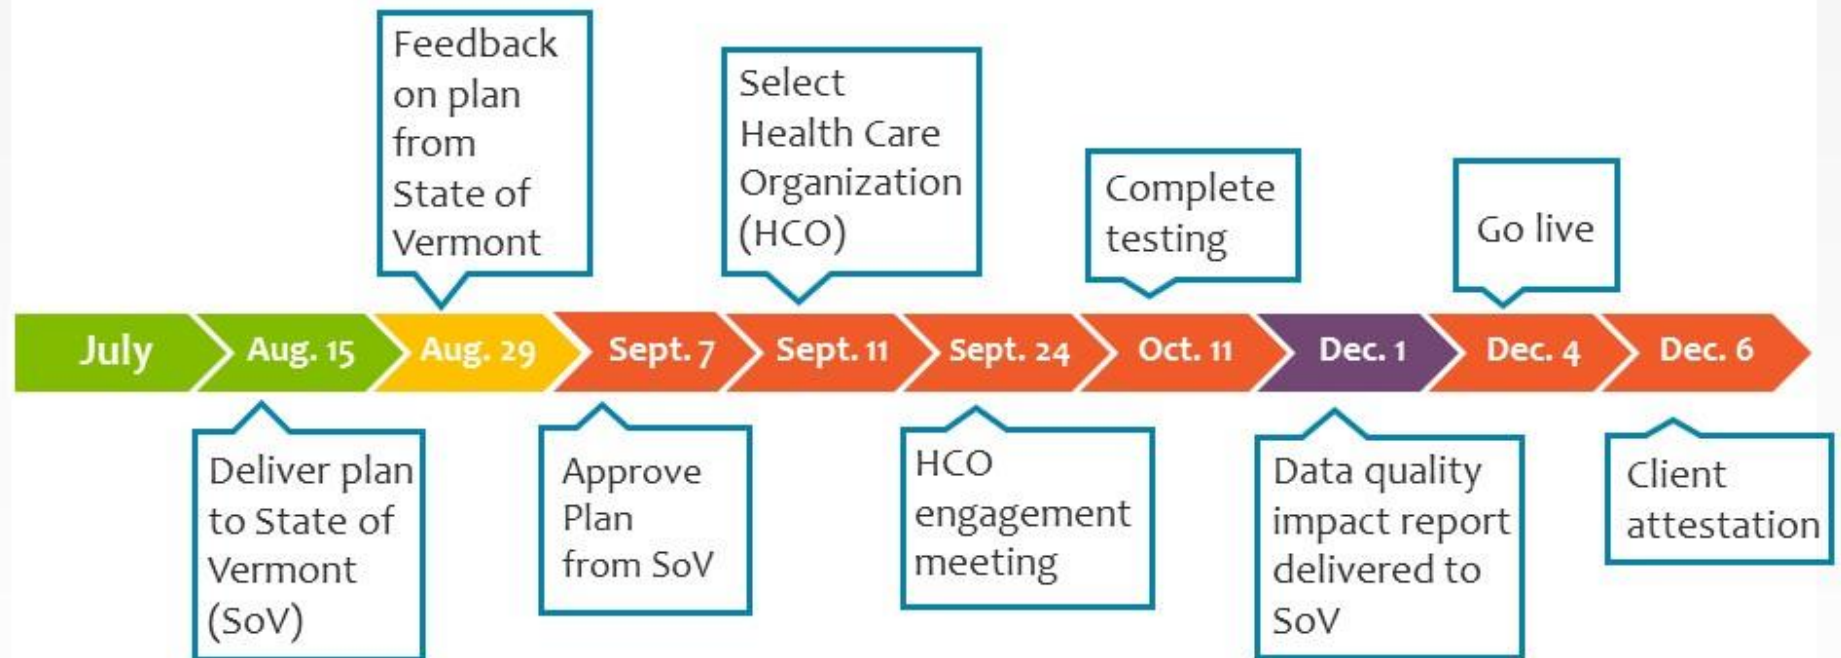 Feedback
on plan
from
State of
Vermont
Select
Health Care
Organization
(HCO)
Complete
testing
Go live
July
Aug. 15
Aug. 29
Sept. 7
Sept. 11
Sept. 24
Oct. 11
Dec. 1
Dec. 4
Dec. 6
Deliver plan
to State of
Vermont
(SoV)
Approve
Plan
from SoV
HCO
engagement
meeting
Data quality
impact report
delivered to
SoV
Client
attestation